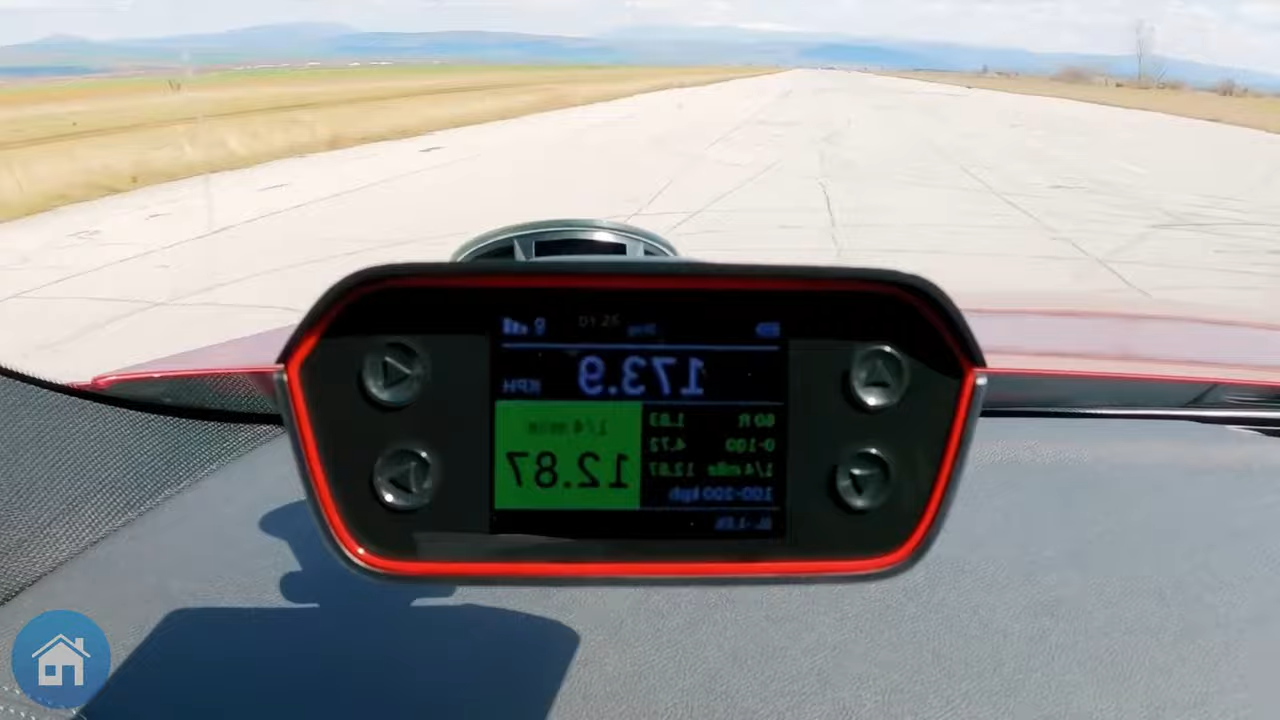 Drag
173.9 KPH
60 ft 1.83
0-100 4.72
1/4 mile 12.87
100-200 kph
1/4 mile
12.87